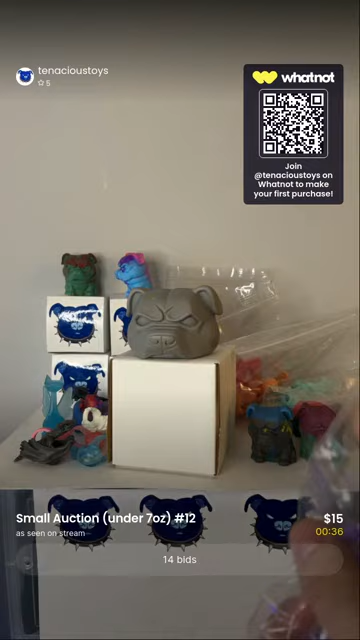 tenacioustoys
5
whatnot
Join
@tenacioustoys on
Whatnot to make
your first purchase!
Small Auction (under 7oz) #12
$15
as seen on stream
00:36
14 bids